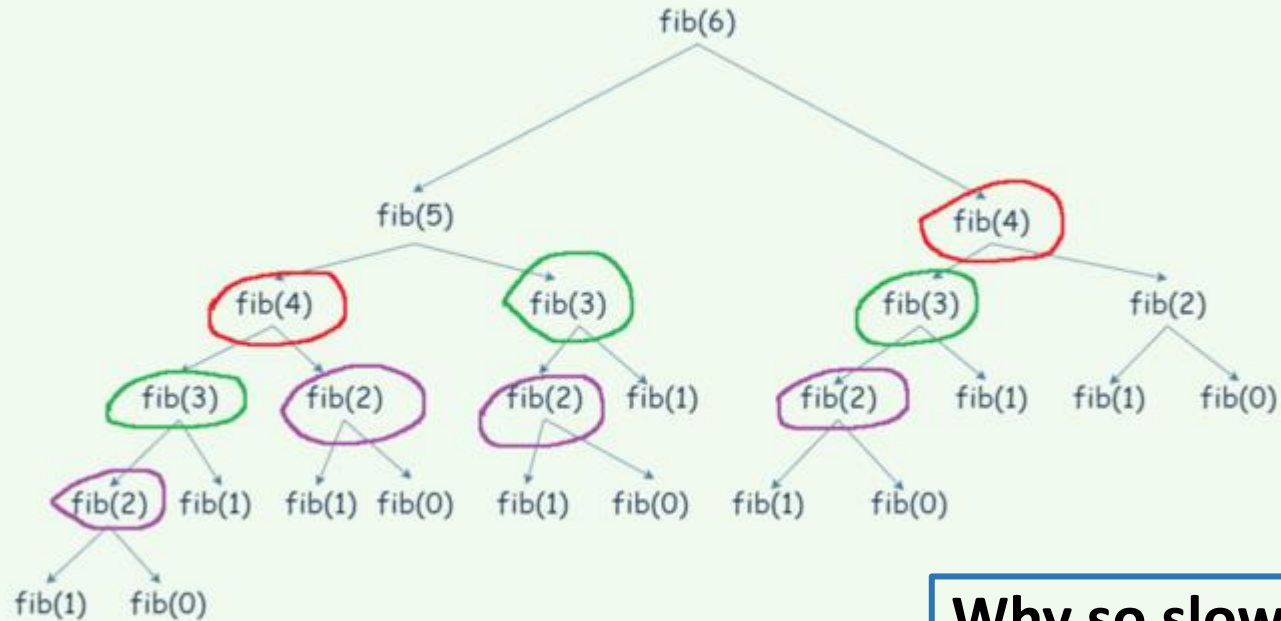 fib(6)
fib(5) fib(4)
fib(4) fib(3) fib(3) fib(2)
fib(3) fib(2) fib(2) fib(1) fib(2) fib(1) fib(1) fib(0)
fib(2) fib(1) fib(1) fib(0) fib(1) fib(0) fib(1) fib(0)
fib(1) fib(0)
Why so slow